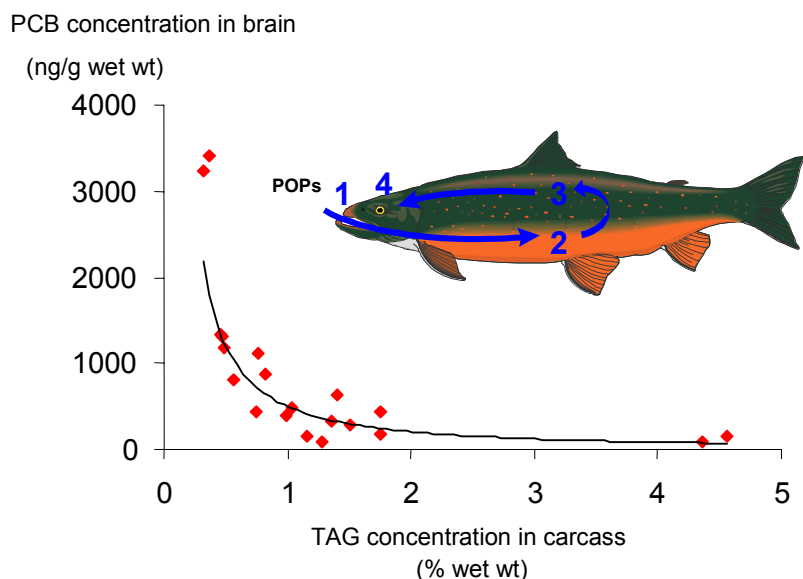 PCB concentration in brain
(ng/g wet wt)
4000
3000
2000
1000
0
POPs
1
4
3
2
0 1 2 3 4 5
TAG concentration in carcass
(% wet wt)